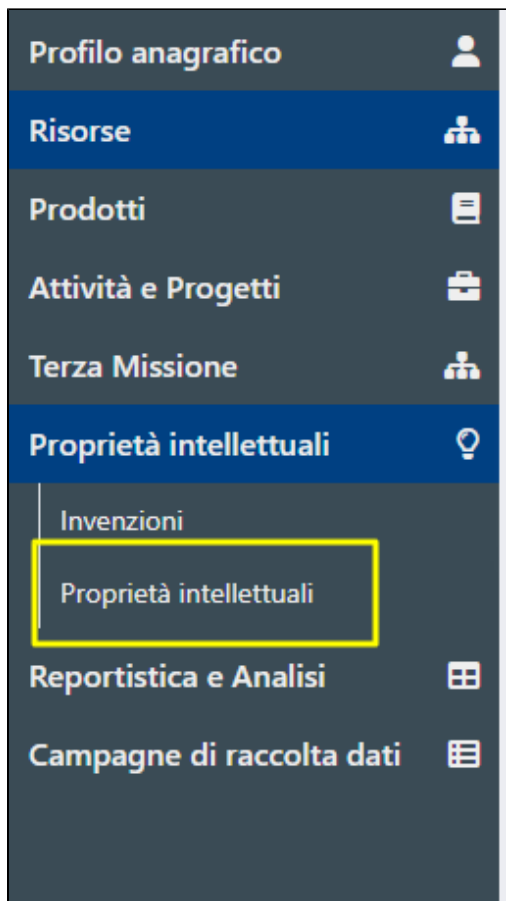 Profilo anagrafico
Risorse
Prodotti
Attività e Progetti
Terza Missione
Proprietà intellettuali
Invenzioni
Proprietà intellettuali
Reportistica e Analisi
Campagne di raccolta dati